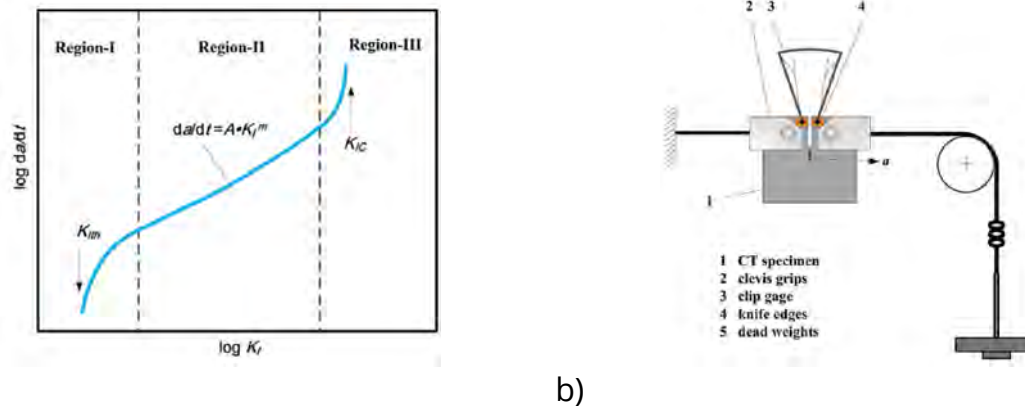 Region-I
Region-II
Region-III
da/dt = A•K_I^m
K_IC
K_Ith
log da/dt
log K_I
2 3 4
a
1
1 CT specimen
2 clevis grips
3 clip gage
4 knife edges
5 dead weights
b)